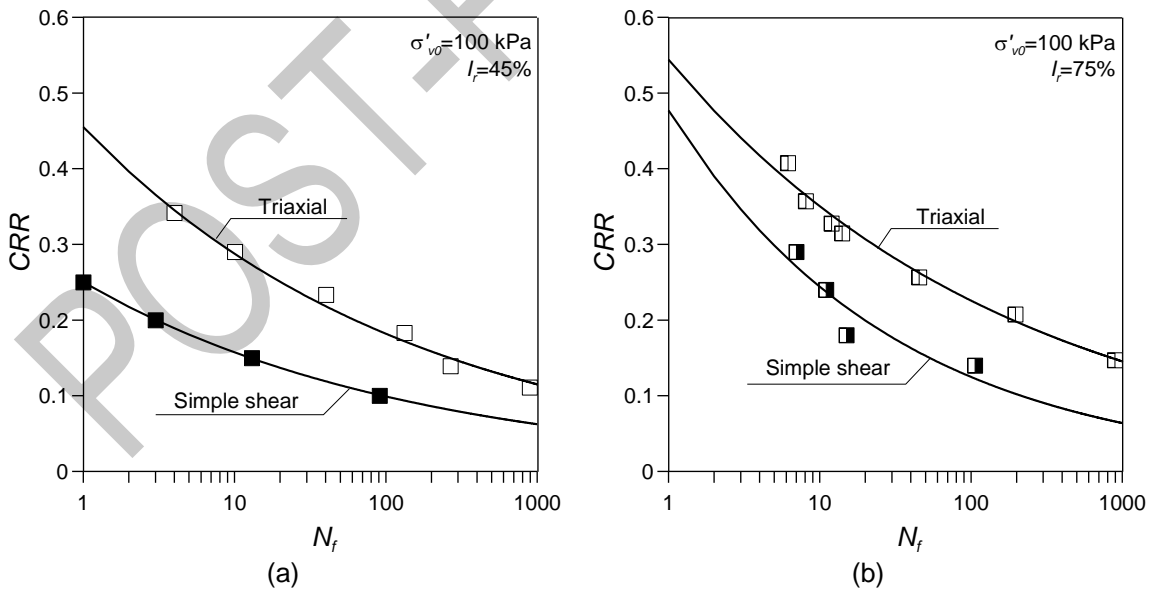 POST-
0.6
0.5
0.4
0.3
0.2
0.1
0
CRR
σ'v0=100 kPa
Ir=45%
Triaxial
Simple shear
1
10
100
1000
Nf
(a)
0.6
0.5
0.4
0.3
0.2
0.1
0
CRR
σ'v0=100 kPa
Ir=75%
Triaxial
Simple shear
1
10
100
1000
Nf
(b)